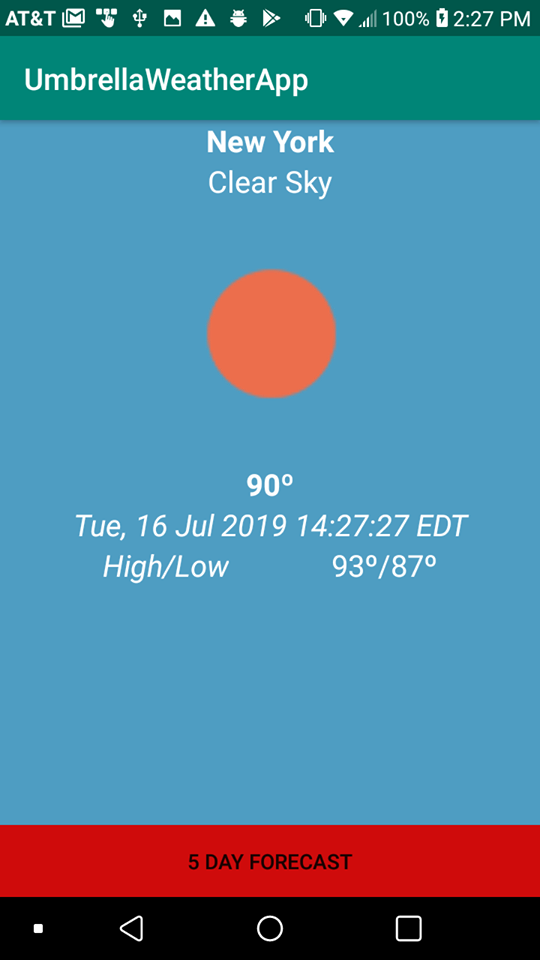 AT&T 100% 2:27 PM
UmbrellaWeatherApp
New York
Clear Sky
90º
Tue, 16 Jul 2019 14:27:27 EDT
High/Low 93º/87º
5 DAY FORECAST